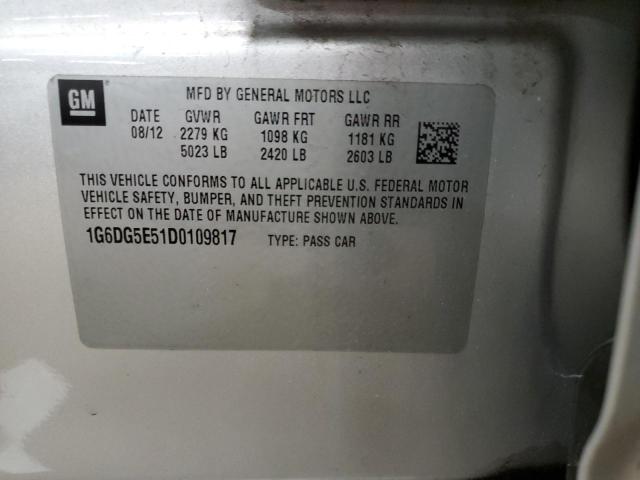 GM
MFD BY GENERAL MOTORS LLC
DATE GVWR GAWR FRT GAWR RR
08/12 2279 KG 1098 KG 1181 KG
5023 LB 2420 LB 2603 LB
THIS VEHICLE CONFORMS TO ALL APPLICABLE U.S. FEDERAL MOTOR
VEHICLE SAFETY, BUMPER, AND THEFT PREVENTION STANDARDS IN
EFFECT ON THE DATE OF MANUFACTURE SHOWN ABOVE.
1G6DG5E51D0109817 TYPE: PASS CAR